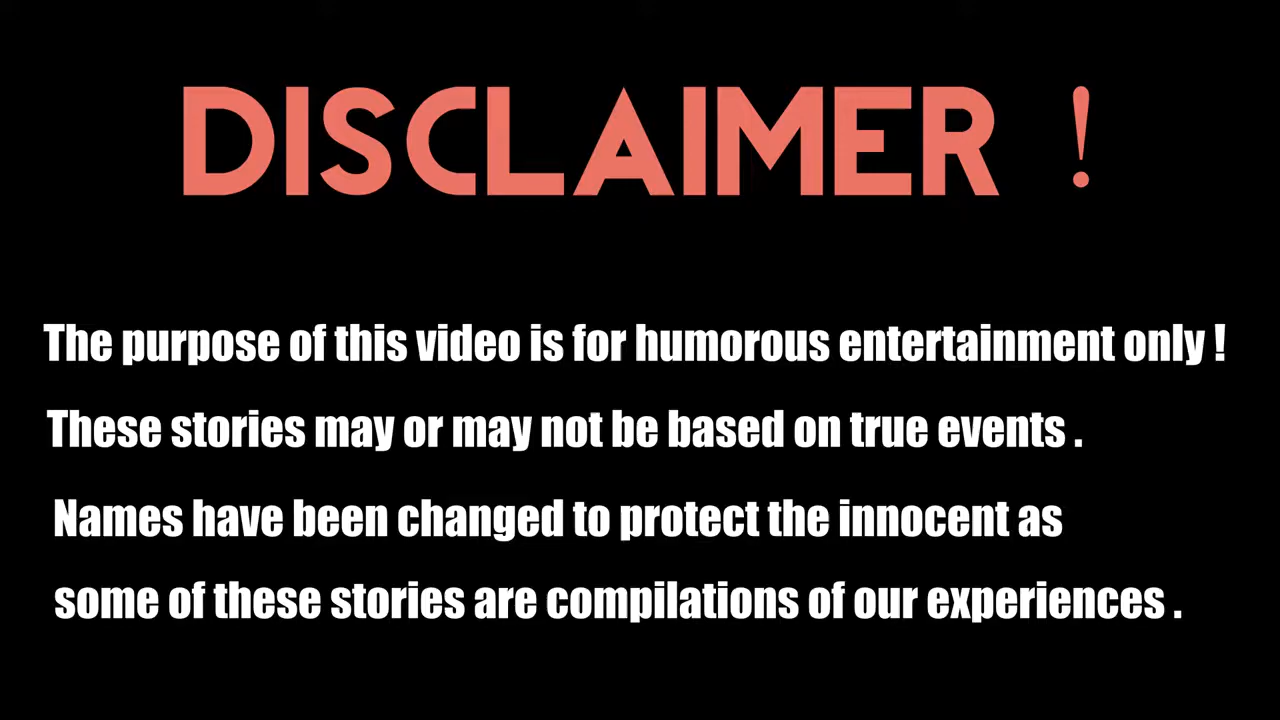 DISCLAIMER !
The purpose of this video is for humorous entertainment only !
These stories may or may not be based on true events .
Names have been changed to protect the innocent as
some of these stories are compilations of our experiences .